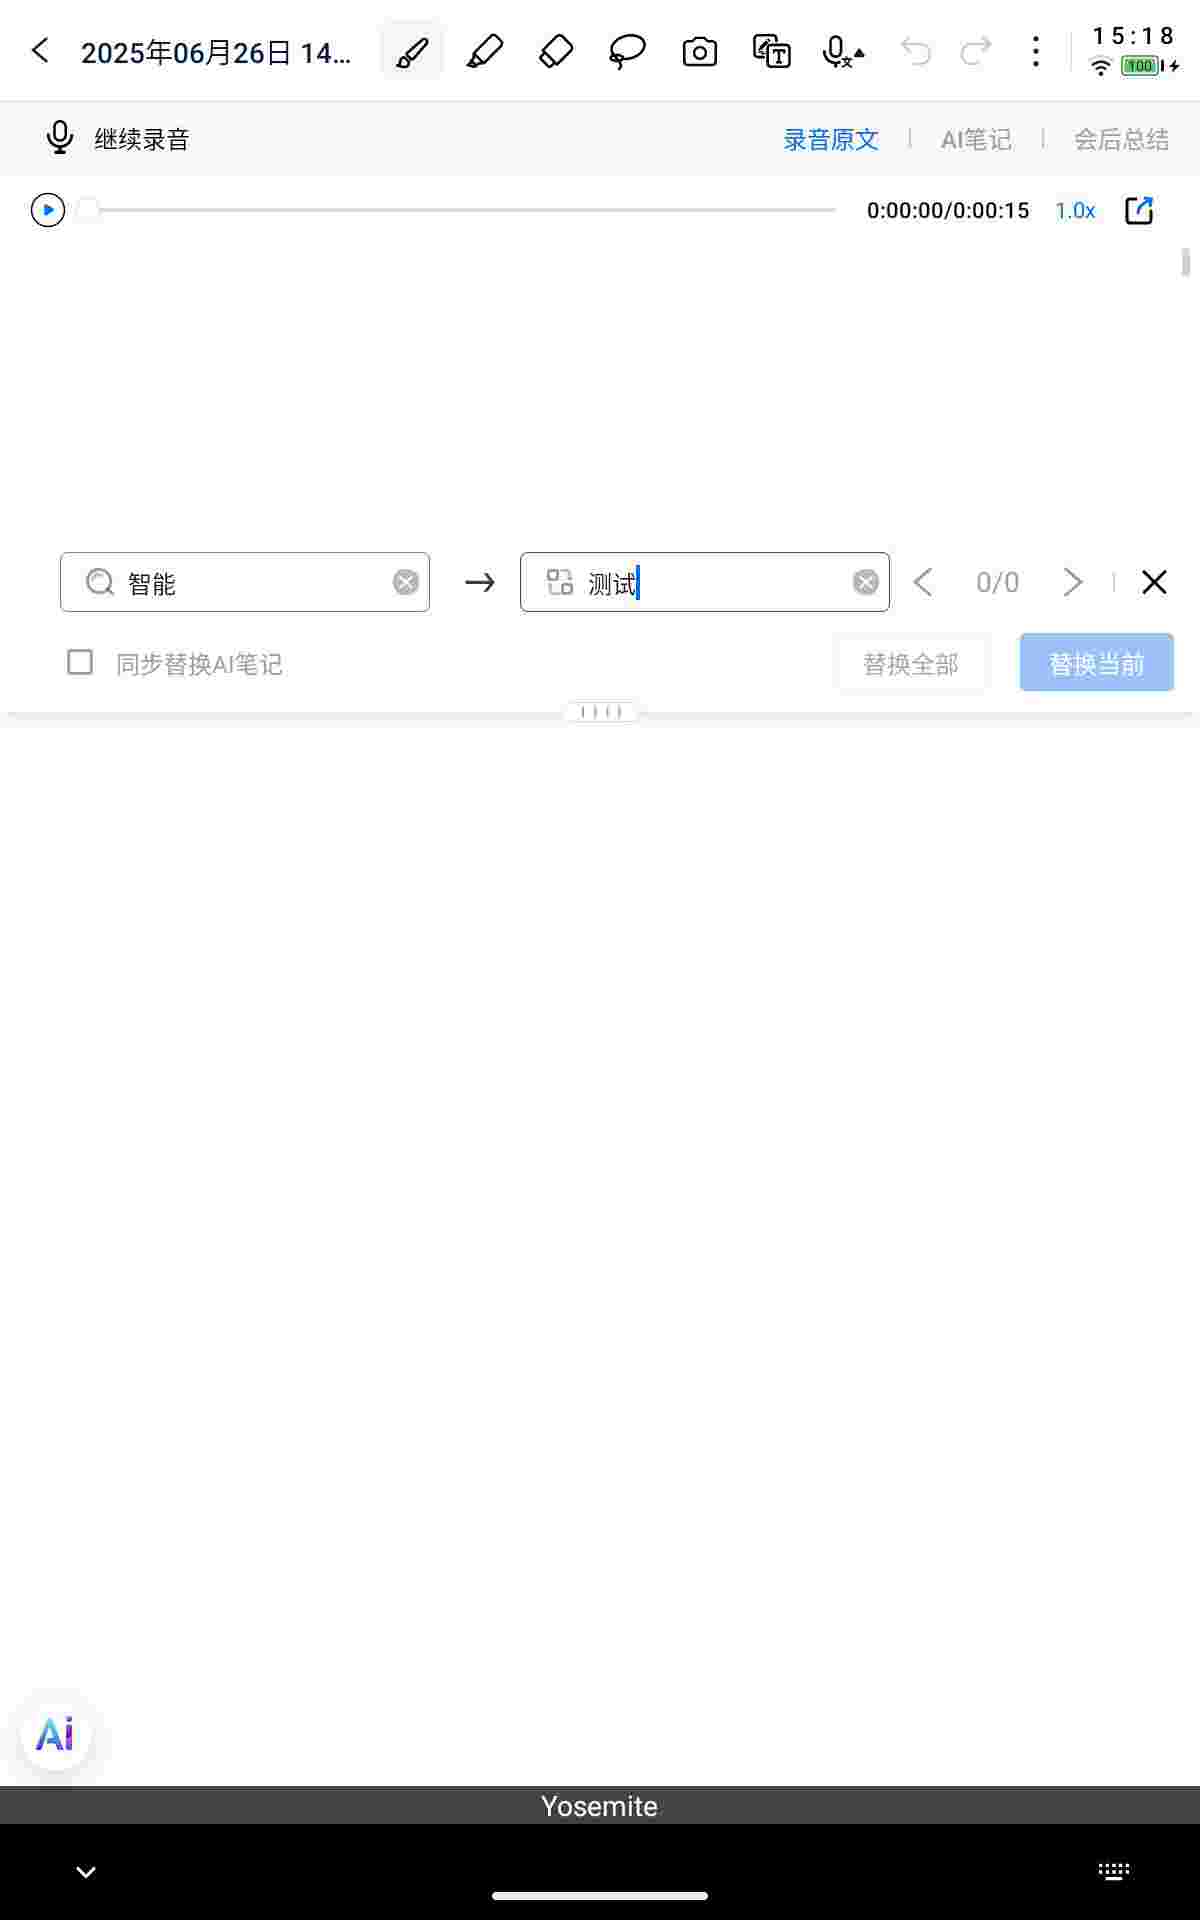 2025年06月26日 14...
15:18
100
继续录音
录音原文
AI笔记
会后总结
0:00:00/0:00:15
1.0x
智能
测试
0/0
同步替换AI笔记
替换全部
替换当前
Ai
Yosemite